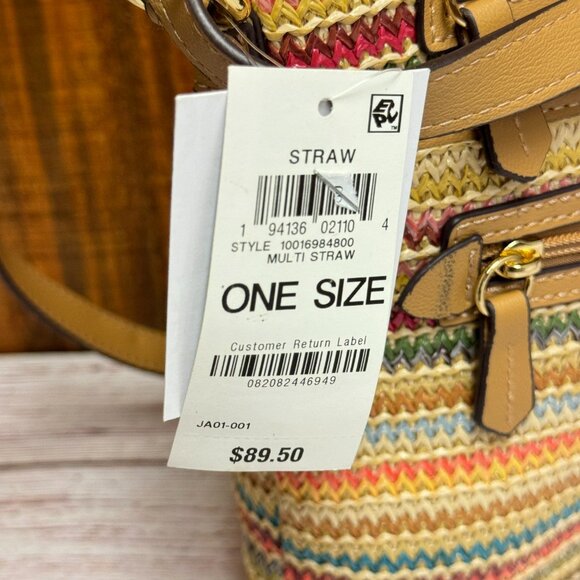 EPC™
STRAW
S
1 94136 02110 4
STYLE 10016984800
MULTI STRAW
ONE SIZE
Customer Return Label
082082446949
JA01-001
$89.50